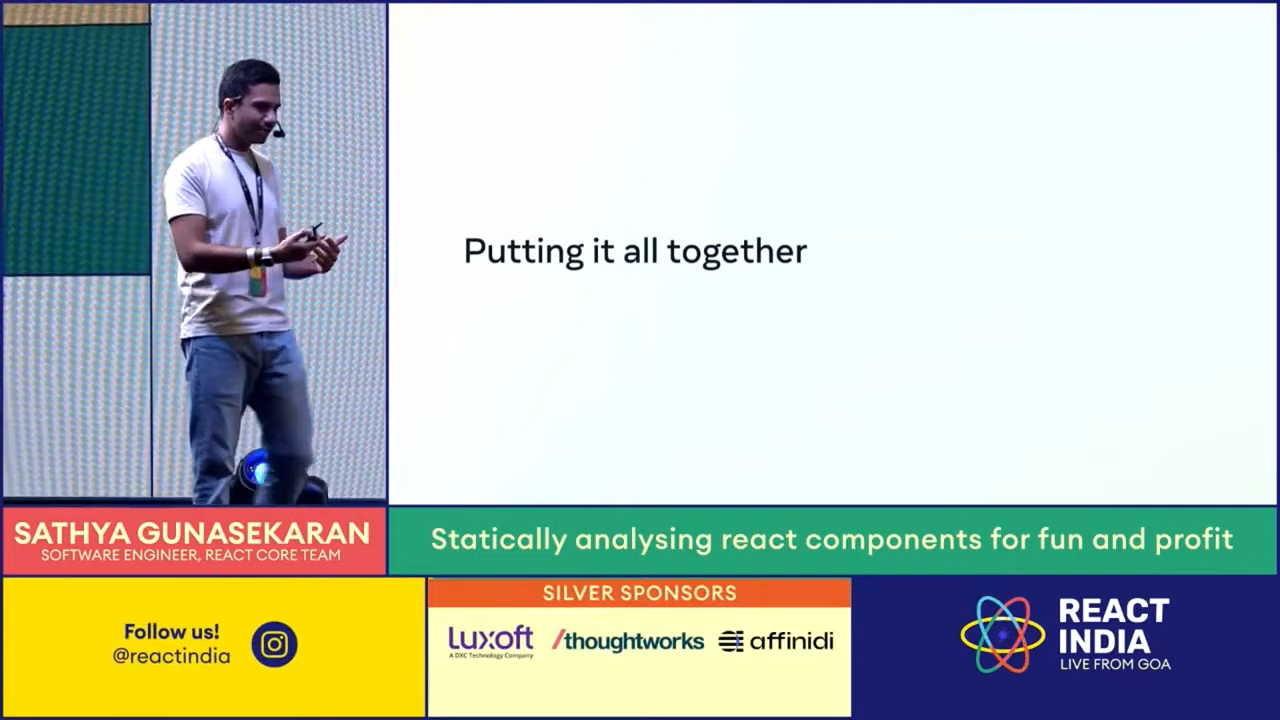 Putting it all together
SATHYA GUNASEKARAN
SOFTWARE ENGINEER, REACT CORE TEAM
Statically analysing react components for fun and profit
Follow us!
@reactindia
SILVER SPONSORS
Luxoft
A DXC Technology Company
/thoughtworks
affinidi
REACT
INDIA
LIVE FROM GOA